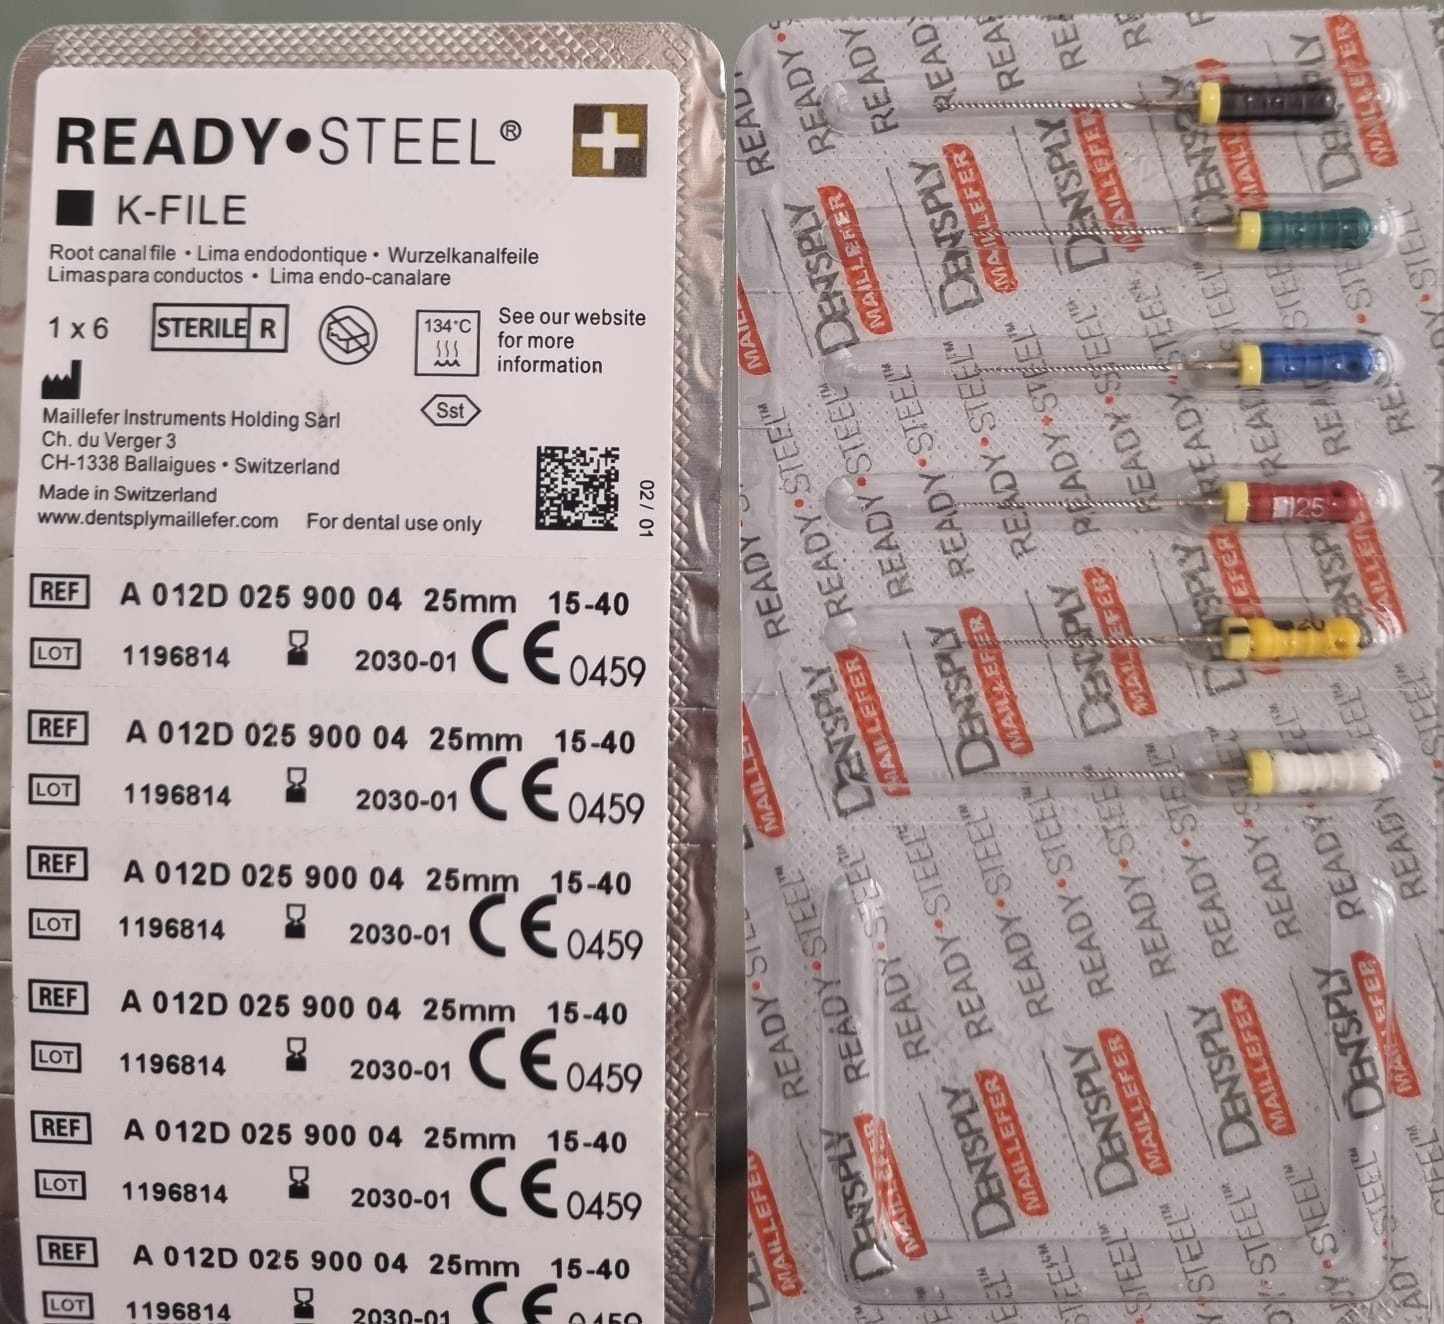 READY•STEEL®
K-FILE
Root canal file • Lima endodontique • Wurzelkanalfeile
Limas para conductos • Lima endo-canalare
1 x 6
STERILE R
134°C
See our website
for more
information
Sst
Maillefer Instruments Holding Sàrl
Ch. du Verger 3
CH-1338 Ballaigues • Switzerland
Made in Switzerland
www.dentsplymaillefer.com For dental use only
02 / 01
REF A 012D 025 900 04 25mm 15-40
LOT 1196814 2030-01 CE 0459
REF A 012D 025 900 04 25mm 15-40
LOT 1196814 2030-01 CE 0459
REF A 012D 025 900 04 25mm 15-40
LOT 1196814 2030-01 CE 0459
REF A 012D 025 900 04 25mm 15-40
LOT 1196814 2030-01 CE 0459
REF A 012D 025 900 04 25mm 15-40
LOT 1196814 2030-01 CE 0459
REF A 012D 025 900 04 25mm 15-40
LOT 1196814 2030-01 CE 0459
DENSPLY
MAILLEFER
READY•STEEL™
25